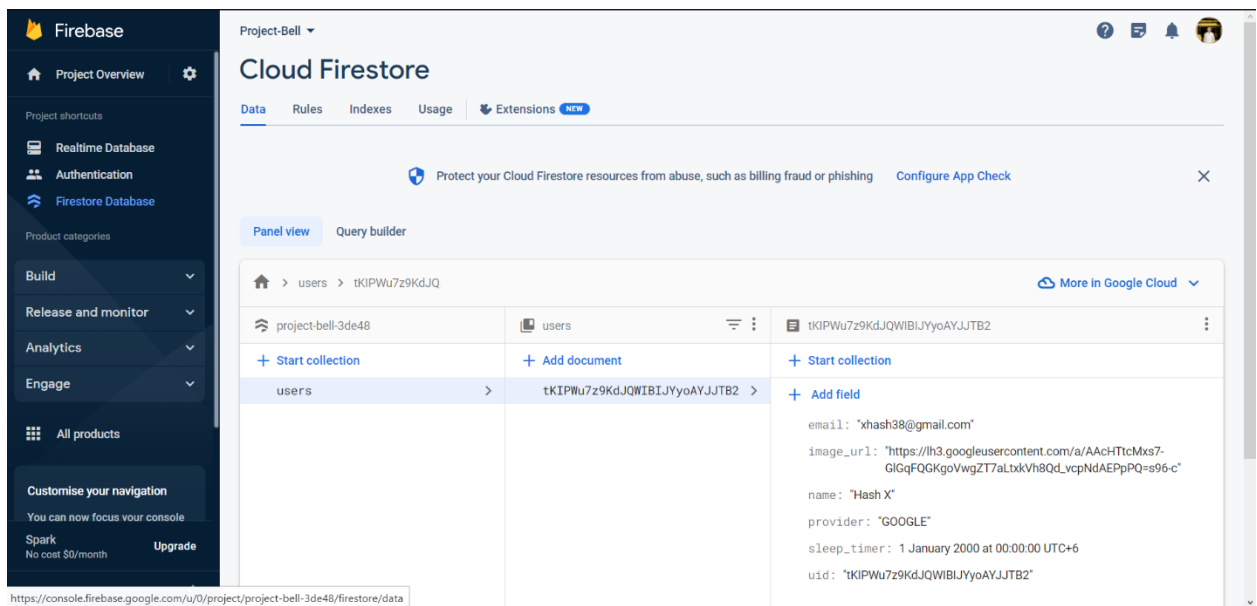 Firebase
Project Overview
Project shortcuts
Realtime Database
Authentication
Firestore Database
Product categories
Build
Release and monitor
Analytics
Engage
All products
Customise your navigation
You can now focus your console
Spark
No cost $0/month
Upgrade
Project-Bell
Cloud Firestore
Data Rules Indexes Usage Extensions NEW
Protect your Cloud Firestore resources from abuse, such as billing fraud or phishing Configure App Check
Panel view Query builder
users > tKIPWu7z9KdJQ
More in Google Cloud
project-bell-3de48
+ Start collection
users
users
+ Add document
tKIPWu7z9KdJQWIBIJYyoAYJJTB2
tKIPWu7z9KdJQWIBIJYyoAYJJTB2
+ Start collection
+ Add field
email: "xhash38@gmail.com"
image_url: "https://lh3.googleusercontent.com/a/AAcHTtcMxs7-
GlGqFQGKgoVwgZT7aLtxkVh8Qd_vcpNdAEPpPQ=s96-c"
name: "Hash X"
provider: "GOOGLE"
sleep_timer: 1 January 2000 at 00:00:00 UTC+6
uid: "tKIPWu7z9KdJQWIBIJYyoAYJJTB2"
https://console.firebase.google.com/u/0/project/project-bell-3de48/firestore/data